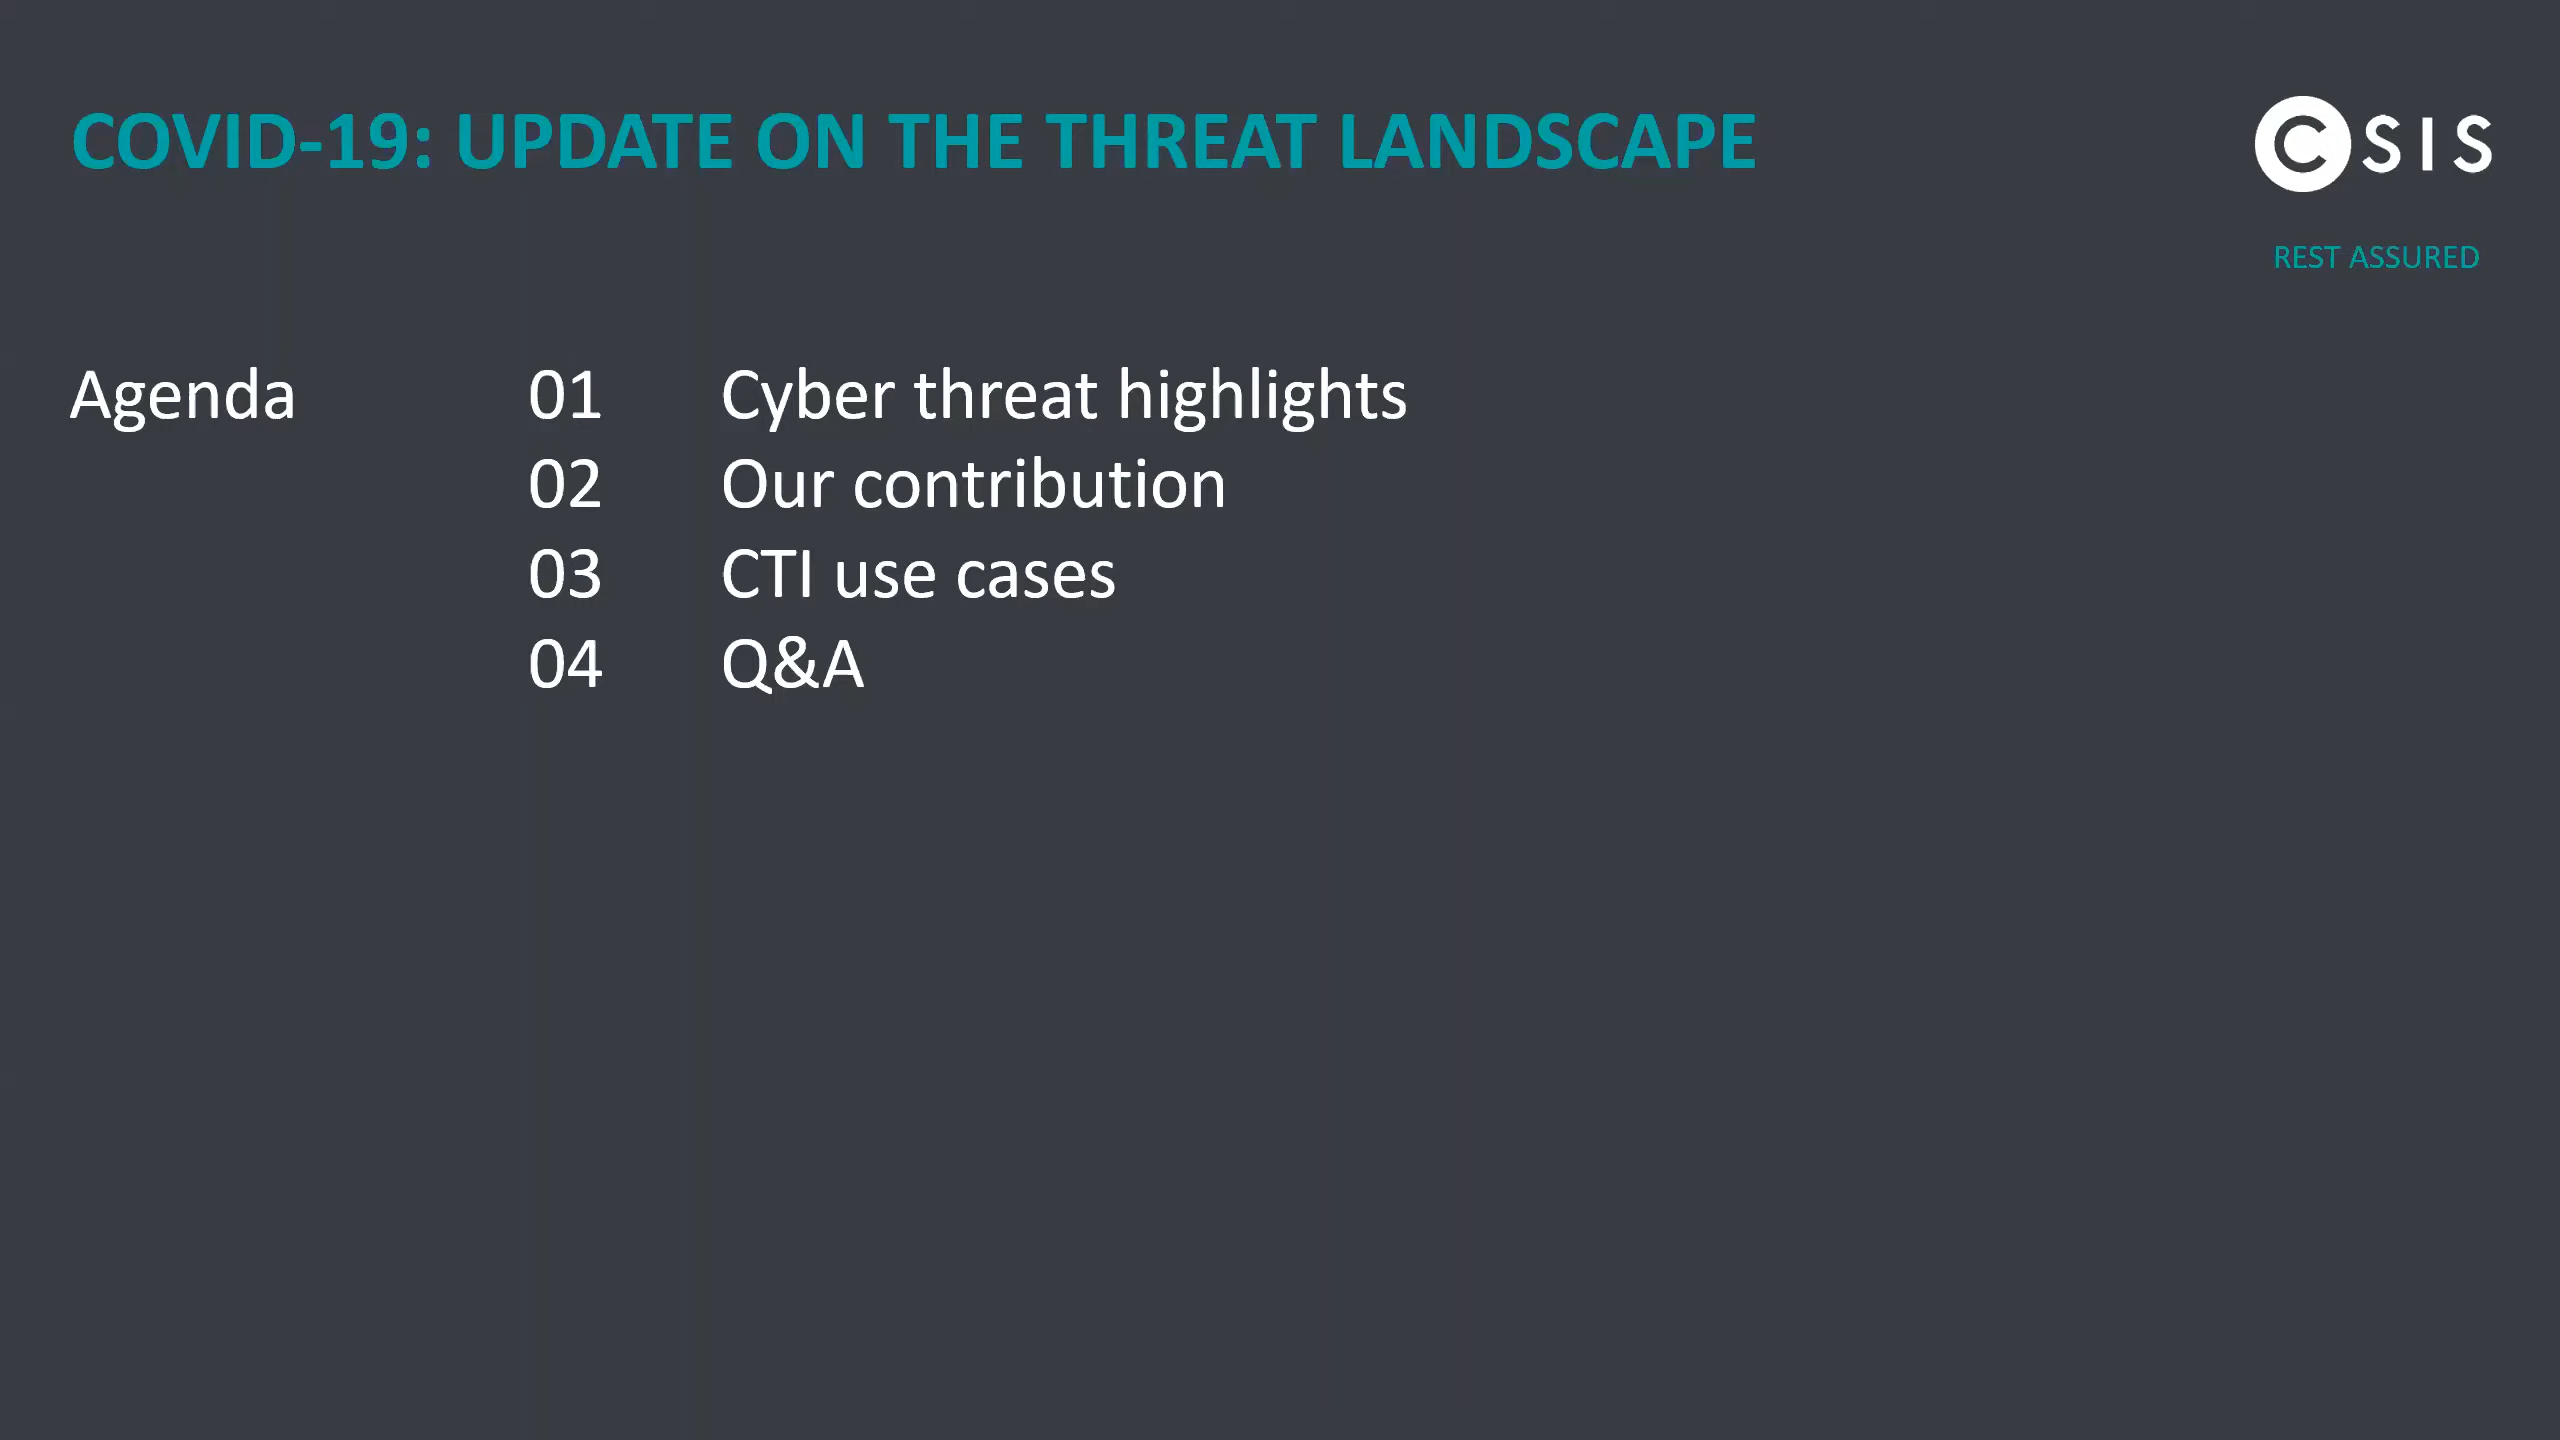 COVID-19: UPDATE ON THE THREAT LANDSCAPE
CSIS
REST ASSURED
Agenda 01 Cyber threat highlights
02 Our contribution
03 CTI use cases
04 Q&A